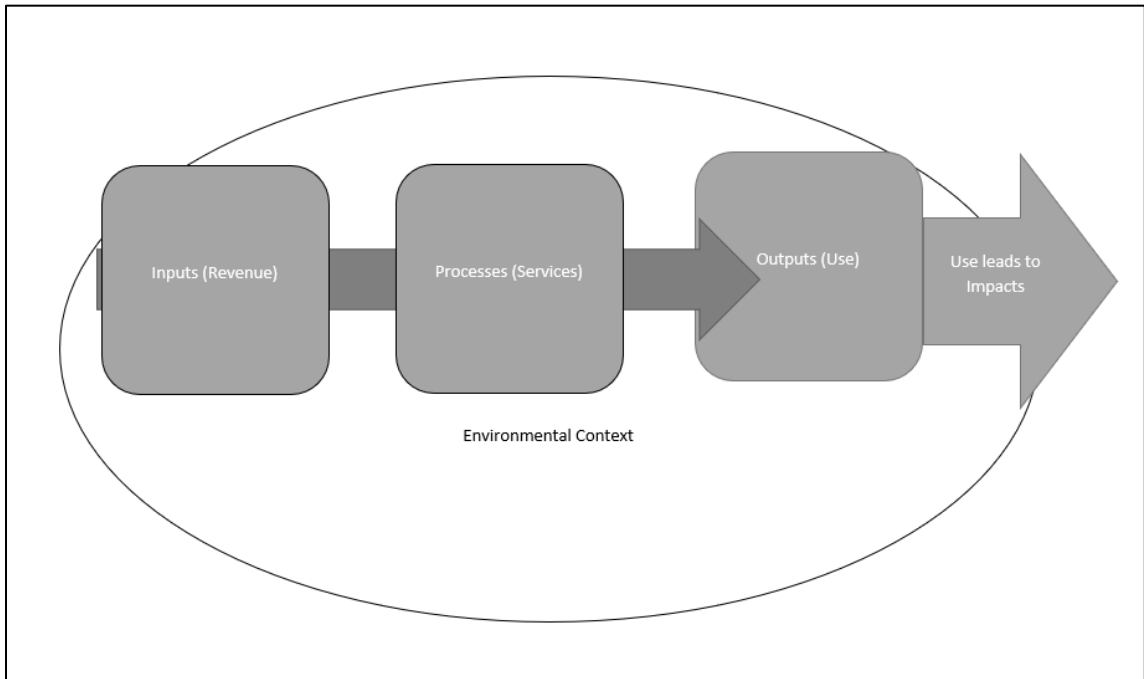 Inputs (Revenue)
Processes (Services)
Outputs (Use)
Use leads to
Impacts
Environmental Context